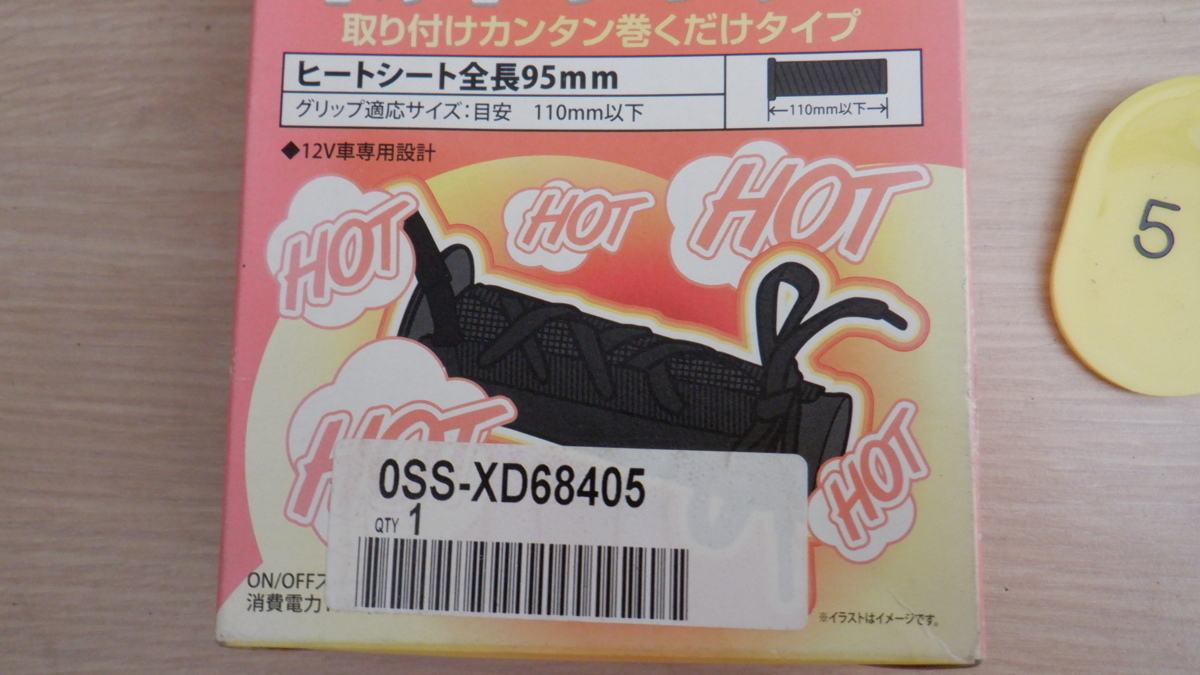 取り付けカンタン巻くだけタイプ
ヒートシート全長95mm
グリップ適応サイズ：目安　110mm以下
110mm以下
◆12V車専用設計
HOT
HOT
HOT
HOT
HOT
0SS-XD68405
QTY 1
ON/OFF
消費電力
※イラストはイメージです。
5